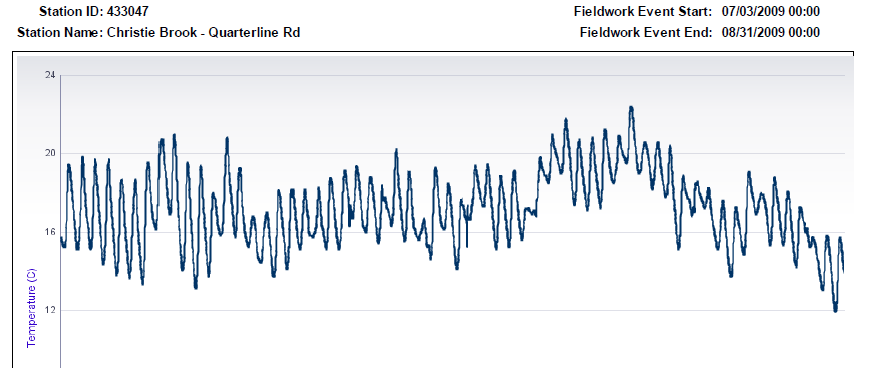 Station ID: 433047
Fieldwork Event Start: 07/03/2009 00:00
Station Name: Christie Brook - Quarterline Rd
Fieldwork Event End: 08/31/2009 00:00
24
20
16
12
Temperature (C)